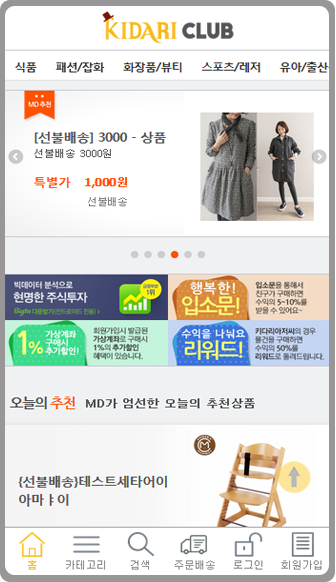 KIDARI CLUB
식품 패션/잡화 화장품/뷰티 스포츠/레저 유아/출산
MD 추천
[선불배송] 3000 - 상품
선불배송 3000원
특별가 1,000원
선불배송
빅데이터 분석으로
현명한 주식투자
1위
행복한!
입소문!
입소문을 통해서
친구가 구매하면
수익의 5~10%를
받을 수 있어요~
1%
가상계좌로
구매시
추가할인!
회원가입시 발급된
가상계좌로 구매시
1%의 추가할인
혜택이 있습니다.
수익을 나눠요
리워드!
키다리아저씨의 경우
물건을 구매하면
수익의 50%를
리워드로 돌려드립니다.
오늘의 추천 MD가 엄선한 오늘의 추천상품
{선불배송}테스트세타어이
아마ㅑ이
M
홈 카테고리 검색 주문배송 로그인 회원가입